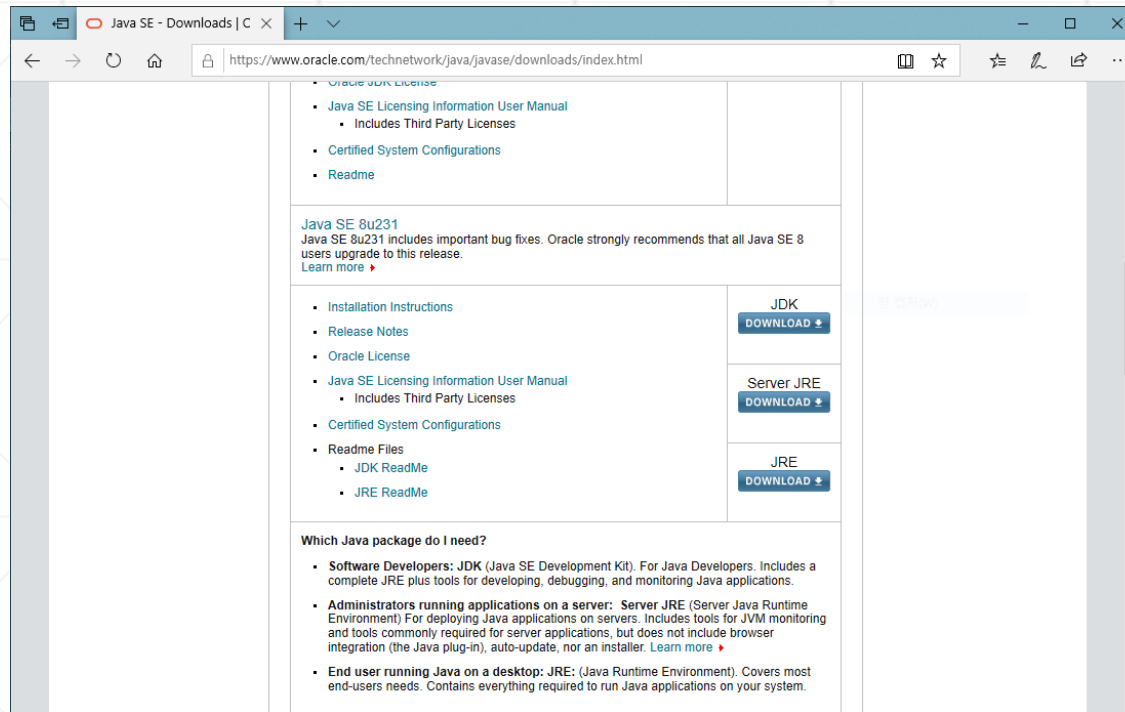 Java SE - Downloads | C
https://www.oracle.com/technetwork/java/javase/downloads/index.html
Oracle JDK License
Java SE Licensing Information User Manual
Includes Third Party Licenses
Certified System Configurations
Readme
Java SE 8u231
Java SE 8u231 includes important bug fixes. Oracle strongly recommends that all Java SE 8
users upgrade to this release.
Learn more
Installation Instructions
Release Notes
Oracle License
Java SE Licensing Information User Manual
Includes Third Party Licenses
Certified System Configurations
Readme Files
JDK ReadMe
JRE ReadMe
JDK
DOWNLOAD
Server JRE
DOWNLOAD
JRE
DOWNLOAD
Which Java package do I need?
Software Developers: JDK (Java SE Development Kit). For Java Developers. Includes a
complete JRE plus tools for developing, debugging, and monitoring Java applications.
Administrators running applications on a server: Server JRE (Server Java Runtime
Environment) For deploying Java applications on servers. Includes tools for JVM monitoring
and tools commonly required for server applications, but does not include browser
integration (the Java plug-in), auto-update, nor an installer. Learn more
End user running Java on a desktop: JRE: (Java Runtime Environment). Covers most
end-users needs. Contains everything required to run Java applications on your system.